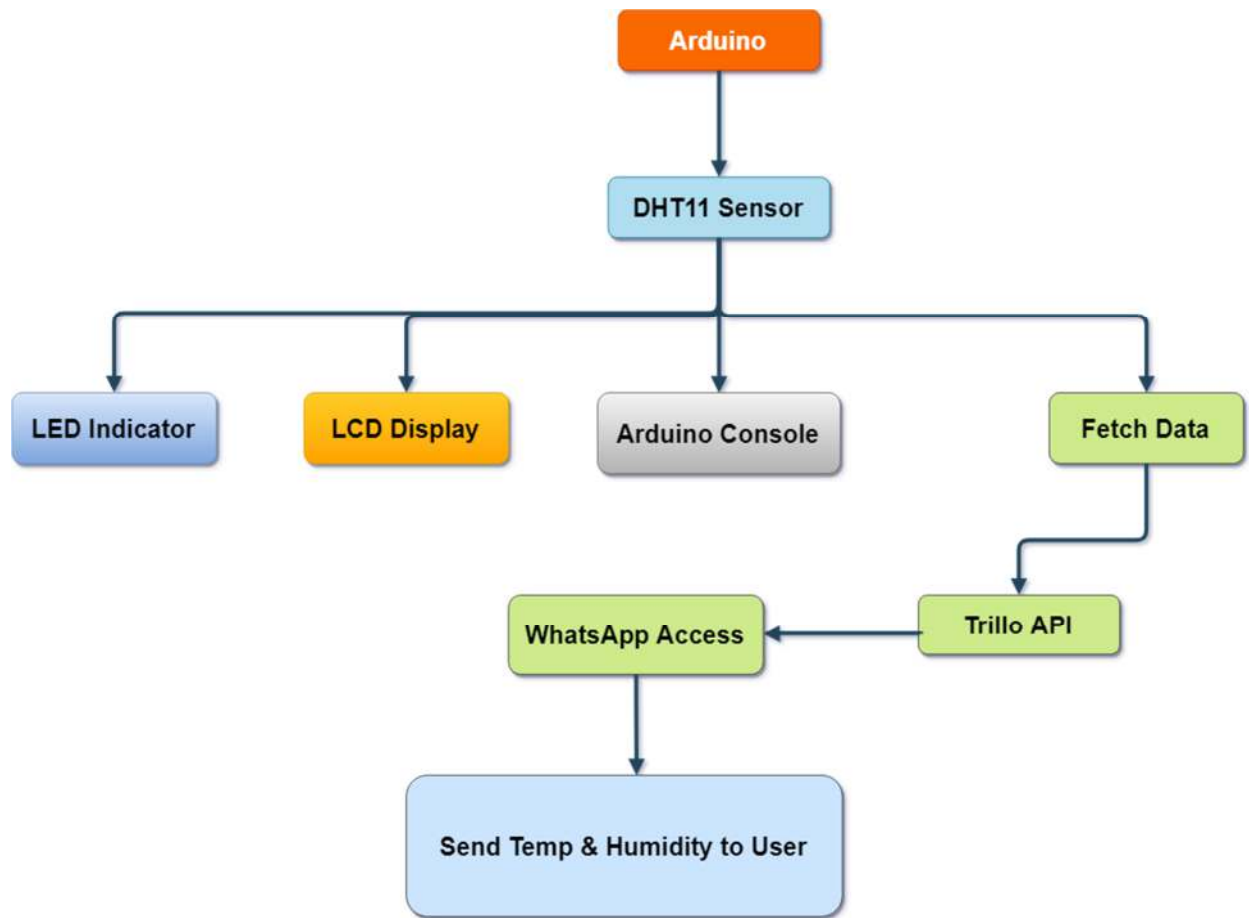 Arduino
DHT11 Sensor
LED Indicator
LCD Display
Arduino Console
Fetch Data
Trillo API
WhatsApp Access
Send Temp & Humidity to User